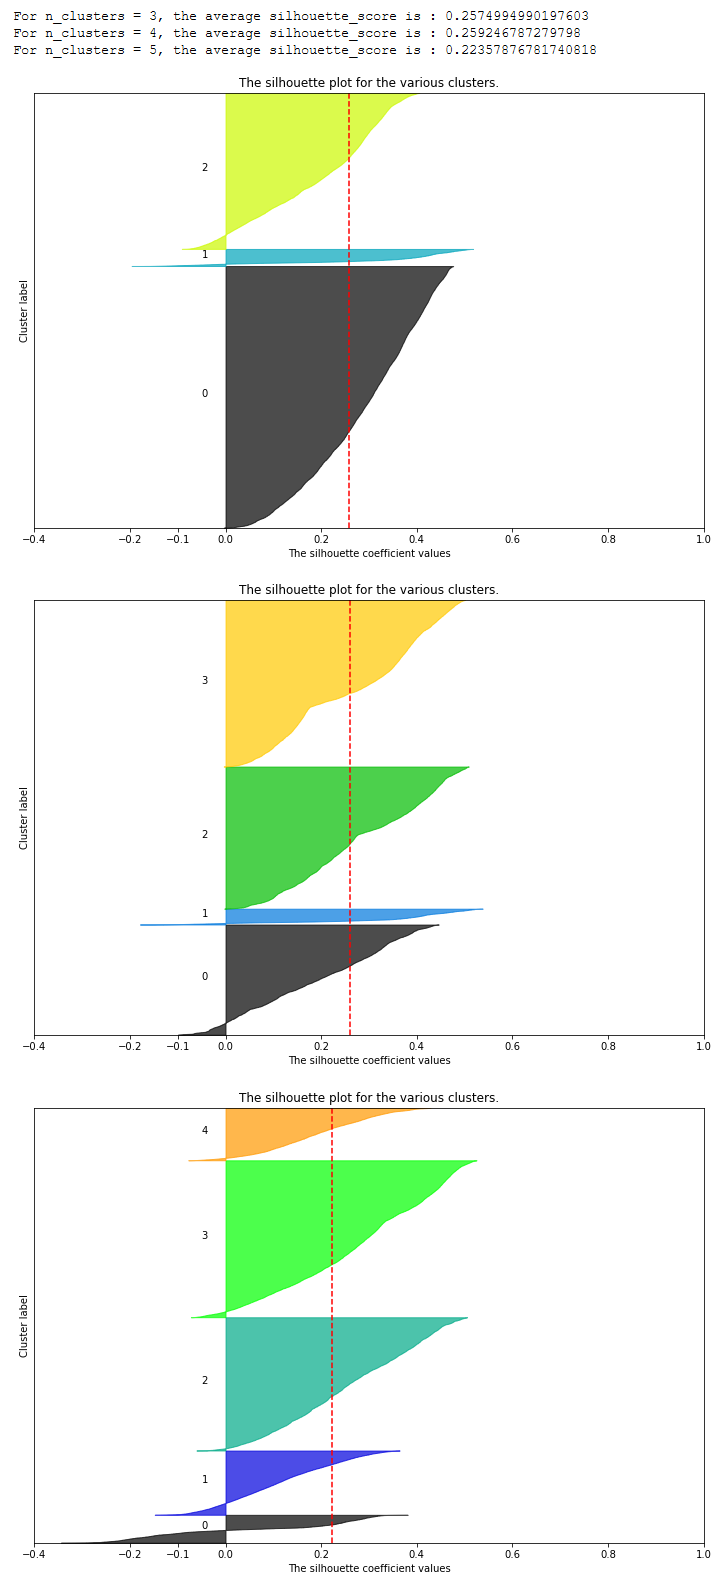 For n_clusters = 3, the average silhouette_score is : 0.2574994990197603
For n_clusters = 4, the average silhouette_score is : 0.259246787279798
For n_clusters = 5, the average silhouette_score is : 0.22357876781740818
The silhouette plot for the various clusters.
2
1
Cluster label
0
−0.4 −0.2 −0.1 0.0 0.2 0.4 0.6 0.8 1.0
The silhouette coefficient values
The silhouette plot for the various clusters.
3
Cluster label
2
1
0
−0.4 −0.2 −0.1 0.0 0.2 0.4 0.6 0.8 1.0
The silhouette coefficient values
The silhouette plot for the various clusters.
4
3
Cluster label
2
1
0
−0.4 −0.2 −0.1 0.0 0.2 0.4 0.6 0.8 1.0
The silhouette coefficient values